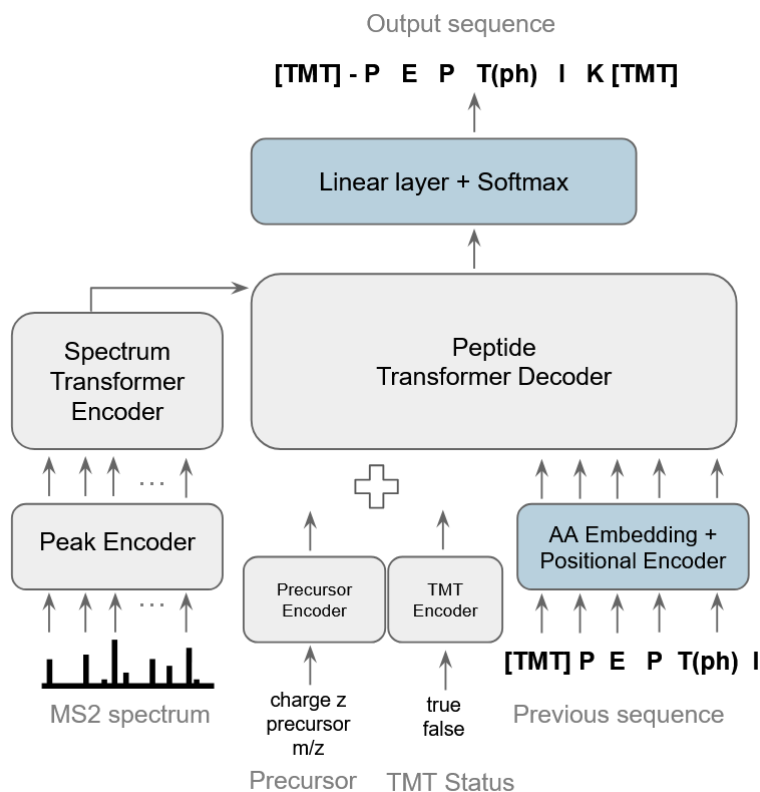 Output sequence
[TMT] - P E P T(ph) I K [TMT]
Linear layer + Softmax
Peptide
Transformer Decoder
Spectrum
Transformer
Encoder
...
Peak Encoder
...
MS2 spectrum
Precursor
Encoder
charge z
precursor
m/z
Precursor
TMT
Encoder
true
false
TMT Status
AA Embedding +
Positional Encoder
[TMT] P E P T(ph) I
Previous sequence